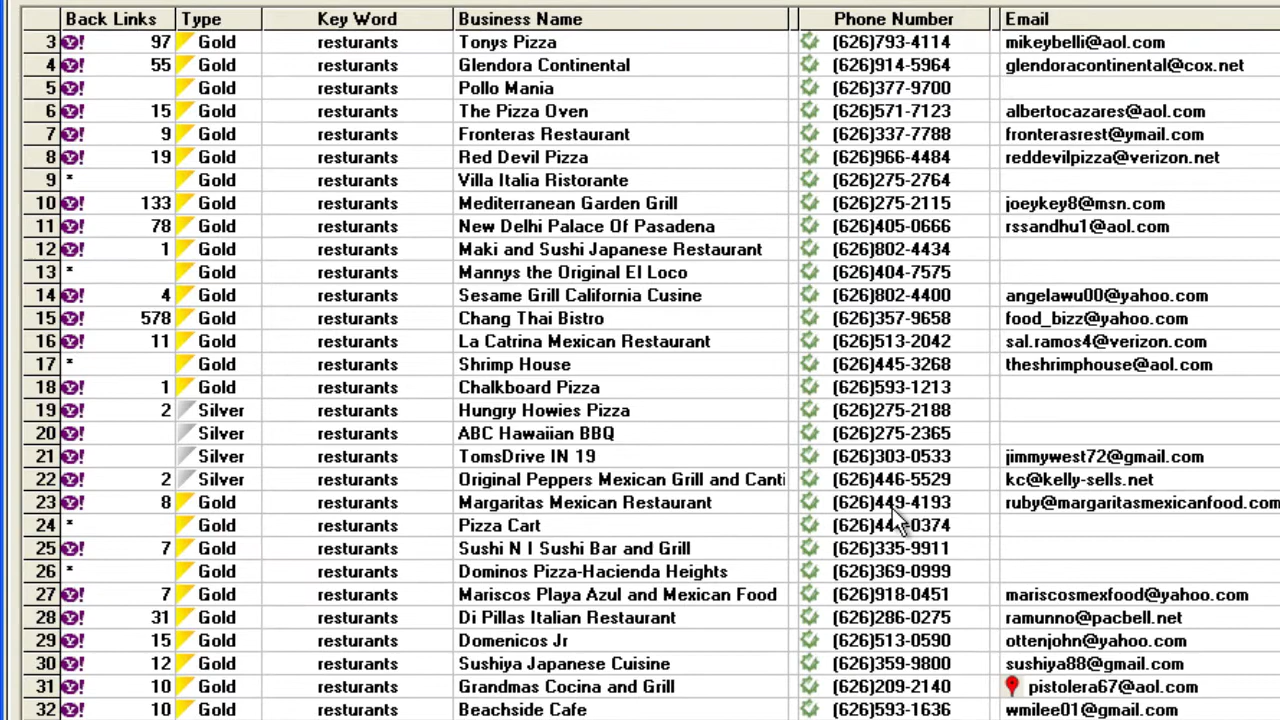 Back Links Type Key Word Business Name Phone Number Email
3 Y! 97 Gold resturants Tonys Pizza (626)793-4114 mikeybelli@aol.com
4 Y! 55 Gold resturants Glendora Continental (626)914-5964 glendoracontinental@cox.net
5 Y! Gold resturants Pollo Mania (626)377-9700
6 Y! 15 Gold resturants The Pizza Oven (626)571-7123 albertocazares@aol.com
7 Y! 9 Gold resturants Fronteras Restaurant (626)337-7788 fronterasrest@ymail.com
8 Y! 19 Gold resturants Red Devil Pizza (626)966-4484 reddevilpizza@verizon.net
9 * Gold resturants Villa Italia Ristorante (626)275-2764
10 Y! 133 Gold resturants Mediterranean Garden Grill (626)275-2115 joeykey8@msn.com
11 Y! 78 Gold resturants New Delhi Palace Of Pasadena (626)405-0666 rssandhu1@aol.com
12 Y! 1 Gold resturants Maki and Sushi Japanese Restaurant (626)802-4434
13 * Gold resturants Mannys the Original El Loco (626)404-7575
14 Y! 4 Gold resturants Sesame Grill California Cusine (626)802-4400 angelawu00@yahoo.com
15 Y! 578 Gold resturants Chang Thai Bistro (626)357-9658 food_bizz@yahoo.com
16 Y! 11 Gold resturants La Catrina Mexican Restaurant (626)513-2042 sal.ramos4@verizon.com
17 * Gold resturants Shrimp House (626)445-3268 theshrimphouse@aol.com
18 Y! 1 Gold resturants Chalkboard Pizza (626)593-1213
19 Y! 2 Silver resturants Hungry Howies Pizza (626)275-2188
20 Y! Silver resturants ABC Hawaiian BBQ (626)275-2365
21 Y! Silver resturants TomsDrive IN 19 (626)303-0533 jimmywest72@gmail.com
22 Y! 2 Silver resturants Original Peppers Mexican Grill and Canti (626)446-5529 kc@kelly-sells.net
23 Y! 8 Gold resturants Margaritas Mexican Restaurant (626)449-4193 ruby@margaritasmexicanfood.com
24 * Gold resturants Pizza Cart
25 Y! 7 Gold resturants Sushi N I Sushi Bar and Grill (626)335-9911
26 * Gold resturants Dominos Pizza-Hacienda Heights (626)369-0999
27 Y! 7 Gold resturants Mariscos Playa Azul and Mexican Food (626)918-0451 mariscosmexfood@yahoo.com
28 Y! 31 Gold resturants Di Pillas Italian Restaurant (626)286-0275 ramunno@pacbell.net
29 Y! 15 Gold resturants Domenicos Jr (626)513-0590 ottenjohn@yahoo.com
30 Y! 12 Gold resturants Sushiya Japanese Cuisine (626)359-9800 sushiya88@gmail.com
31 Y! 10 Gold resturants Grandmas Cocina and Grill (626)209-2140 pistolera67@aol.com
32 Y! 10 Gold resturants Beachside Cafe (626)593-1636 wmilee01@gmail.com